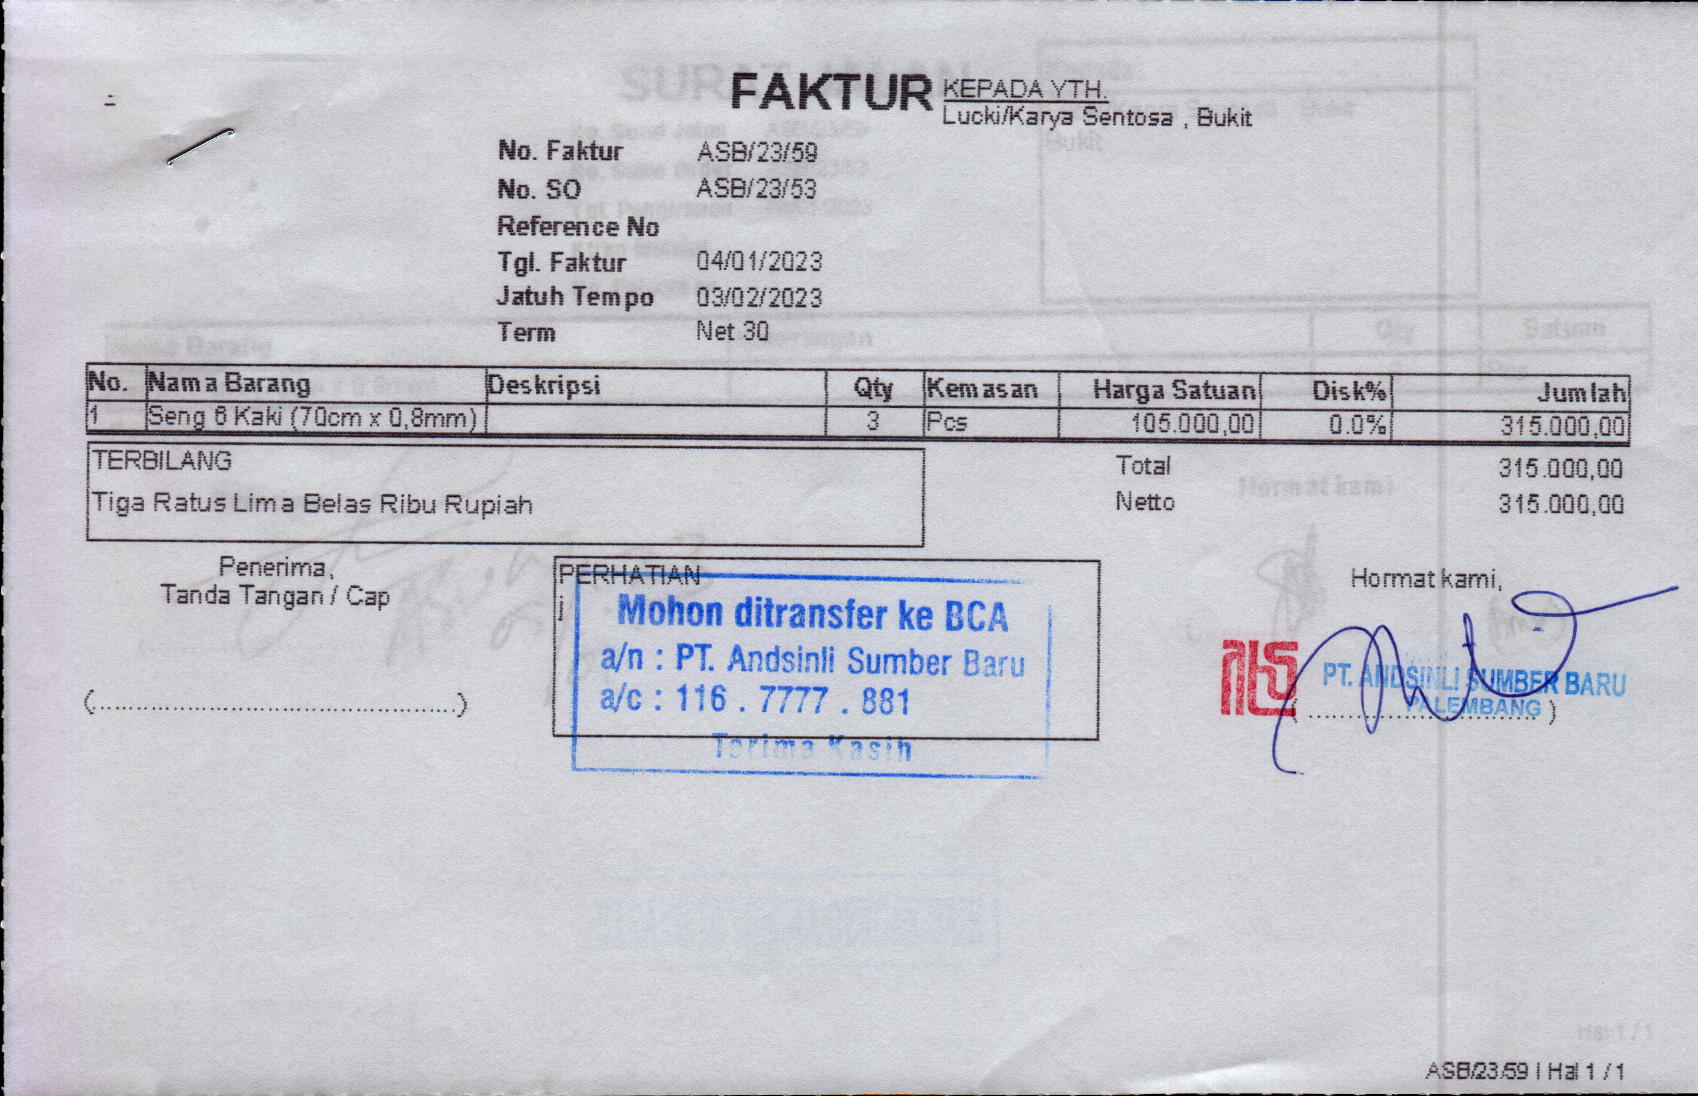 FAKTUR
KEPADA YTH.
Lucki/Karya Sentosa , Bukit
No. Faktur ASB/23/59
No. SO ASB/23/53
Reference No
Tgl. Faktur 04/01/2023
Jatuh Tempo 03/02/2023
Term Net 30
No. Nama Barang Deskripsi Qty Kemasan Harga Satuan Disk% Jumlah
1 Seng 6 Kaki (70cm x 0,8mm) 3 Pcs 105.000,00 0.0% 315.000,00
TERBILANG
Tiga Ratus Lima Belas Ribu Rupiah
Total 315.000,00
Netto 315.000,00
Penerima,
Tanda Tangan / Cap
(.............................................)
PERHATIAN
Mohon ditransfer ke BCA
a/n : PT. Andsinli Sumber Baru
a/c : 116 . 7777 . 881
Terima Kasih
Hormat kami,
PT. ANDSINLI SUMBER BARU
PALEMBANG
(..............................)
ASB/23/59 | Hal 1 / 1